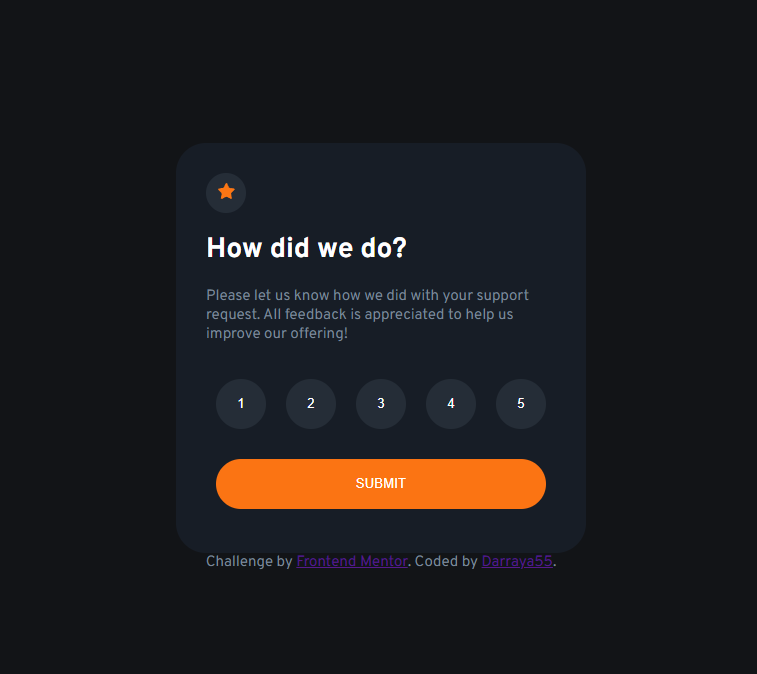 How did we do?
Please let us know how we did with your support
request. All feedback is appreciated to help us
improve our offering!
1 2 3 4 5
SUBMIT
Challenge by Frontend Mentor. Coded by Darraya55.